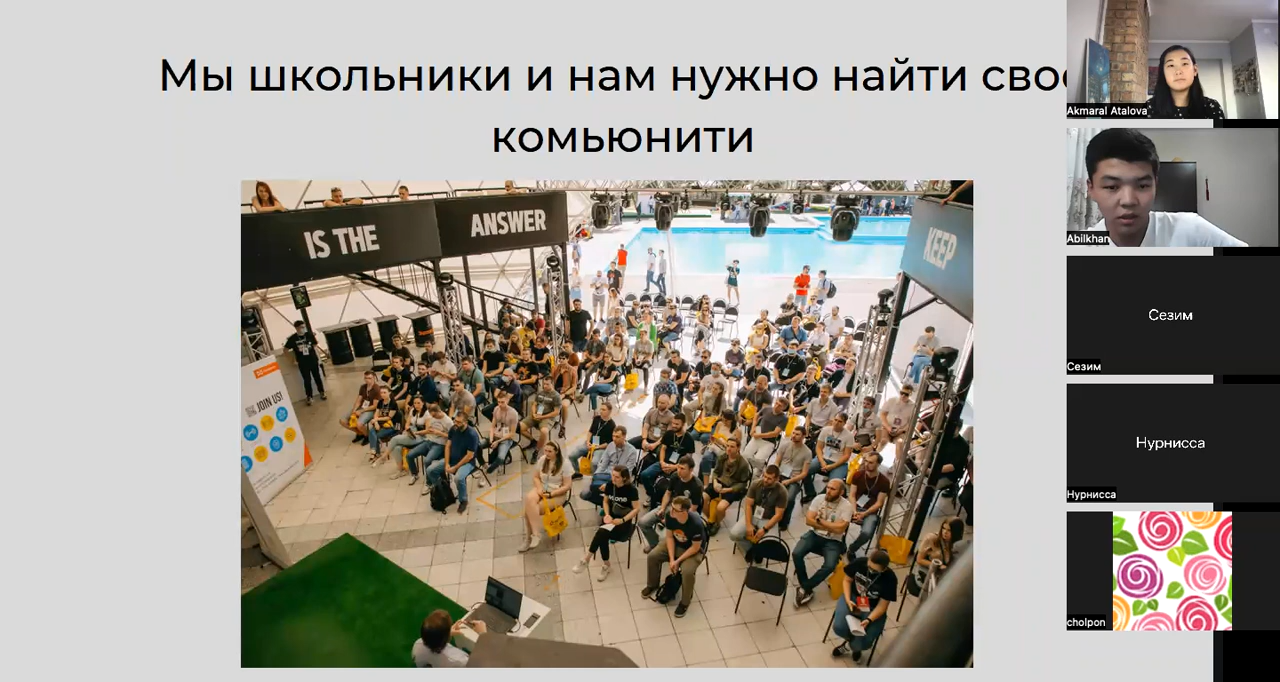 Мы школьники и нам нужно найти сво
комьюнити
IS THE
ANSWER
KEEP
JOIN US!
Akmaral Atalova
Abilkhan
Сезим
Сезим
Нурнисса
Нурнисса
cholpon